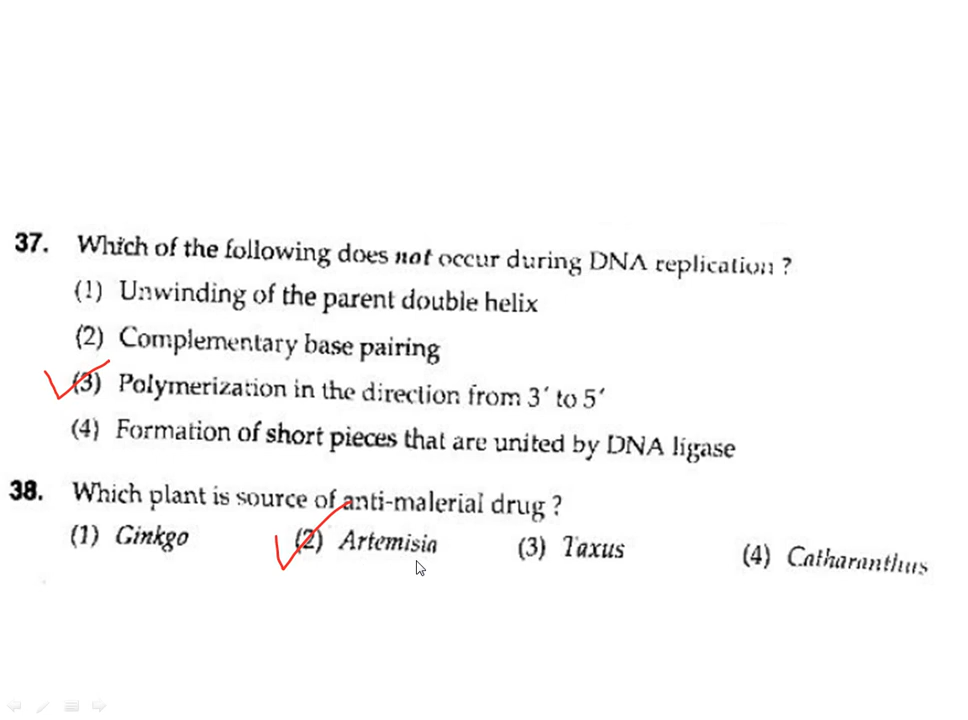 37. Which of the following does not occur during DNA replication ?
(1) Unwinding of the parent double helix
(2) Complementary base pairing
(3) Polymerization in the direction from 3′ to 5′
(4) Formation of short pieces that are united by DNA ligase
38. Which plant is source of anti-malerial drug ?
(1) Ginkgo (2) Artemisia (3) Taxus (4) Catharanthus